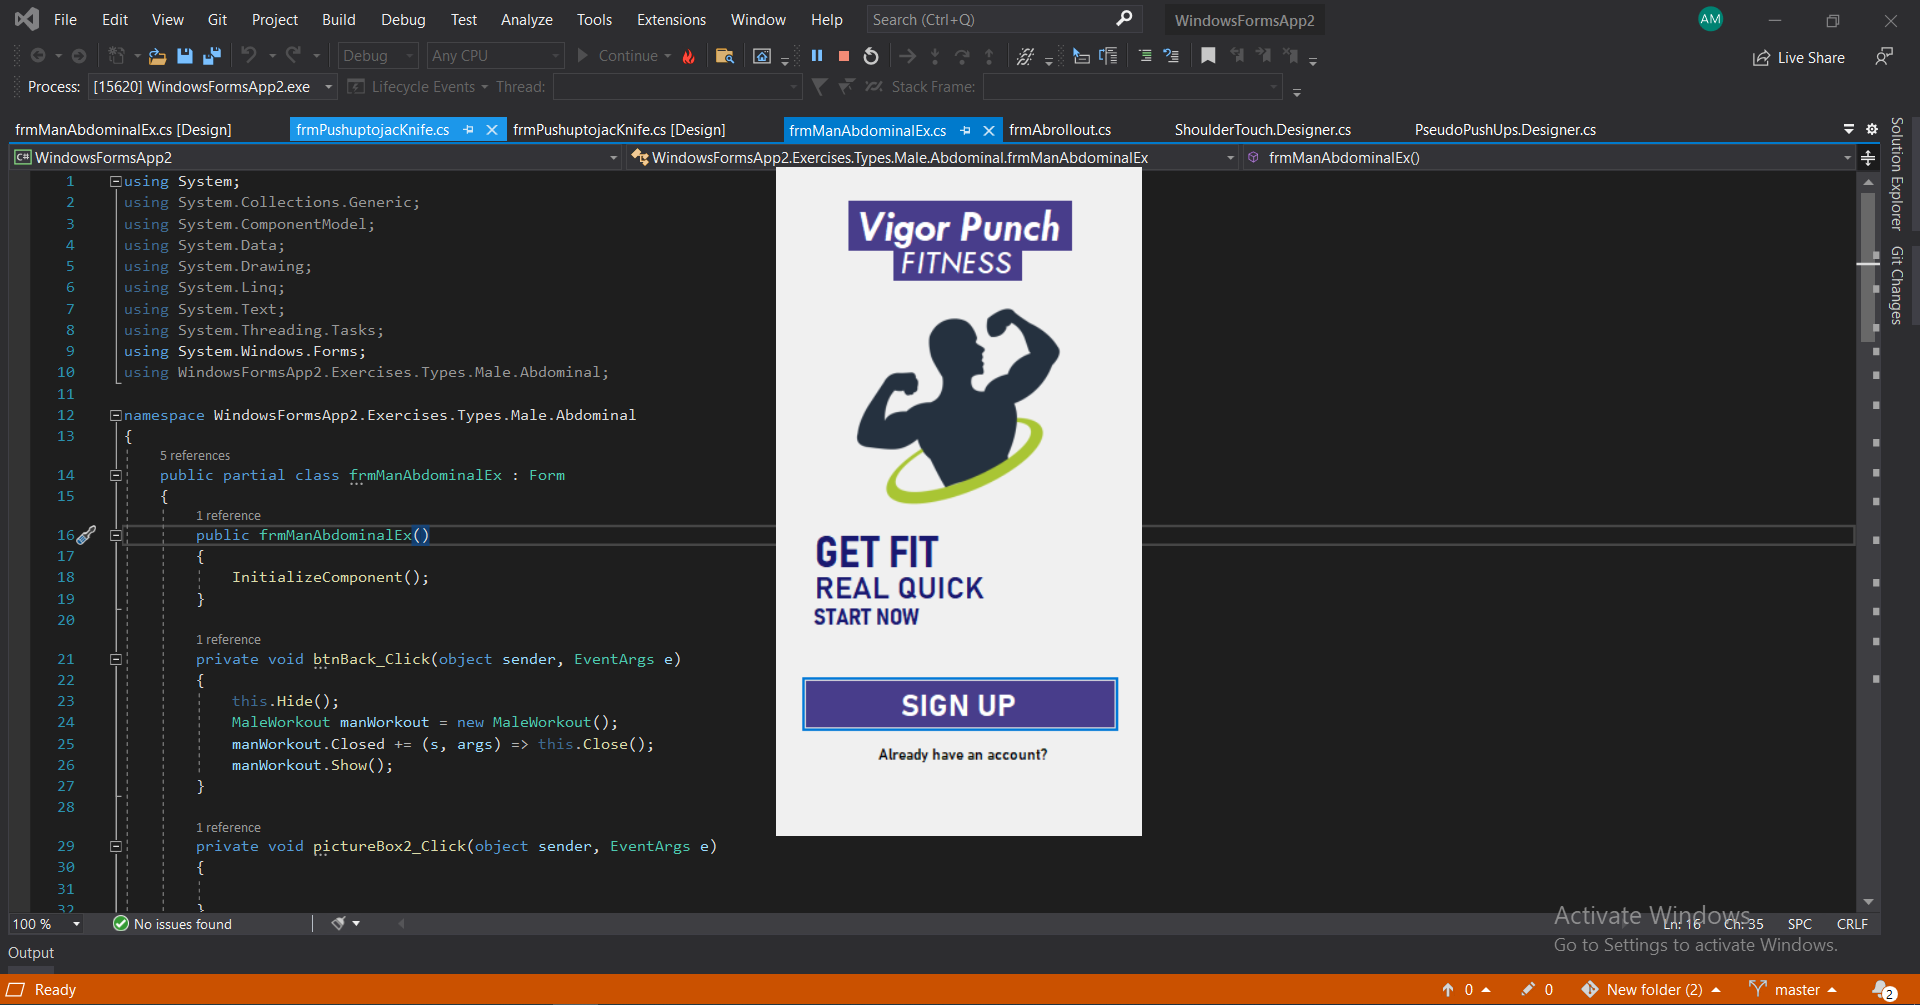 File Edit View Git Project Build Debug Test Analyze Tools Extensions Window Help Search (Ctrl+Q) WindowsFormsApp2 AM
Debug Any CPU Continue Live Share
Process: [15620] WindowsFormsApp2.exe Lifecycle Events Thread: Stack Frame:
frmManAbdominalEx.cs [Design] frmPushuptojacKnife.cs frmPushuptojacKnife.cs [Design] frmManAbdominalEx.cs frmAbrollout.cs ShoulderTouch.Designer.cs PseudoPushUps.Designer.cs
C# WindowsFormsApp2 WindowsFormsApp2.Exercises.Types.Male.Abdominal.frmManAbdominalEx frmManAbdominalEx()
Solution Explorer
Git Changes
1 using System;
2 using System.Collections.Generic;
3 using System.ComponentModel;
4 using System.Data;
5 using System.Drawing;
6 using System.Linq;
7 using System.Text;
8 using System.Threading.Tasks;
9 using System.Windows.Forms;
10 using WindowsFormsApp2.Exercises.Types.Male.Abdominal;
11
12 namespace WindowsFormsApp2.Exercises.Types.Male.Abdominal
13 {
5 references
14 public partial class frmManAbdominalEx : Form
15 {
1 reference
16 public frmManAbdominalEx()
17 {
18 InitializeComponent();
19 }
20
1 reference
21 private void btnBack_Click(object sender, EventArgs e)
22 {
23 this.Hide();
24 MaleWorkout manWorkout = new MaleWorkout();
25 manWorkout.Closed += (s, args) => this.Close();
26 manWorkout.Show();
27 }
28
1 reference
29 private void pictureBox2_Click(object sender, EventArgs e)
30 {
31
32 }
Vigor Punch
FITNESS
GET FIT
REAL QUICK
START NOW
SIGN UP
Already have an account?
Activate Windows
Go to Settings to activate Windows.
100 % No issues found Ln: 16 Ch: 35 SPC CRLF
Output
Ready 0 0 New folder (2) master 2